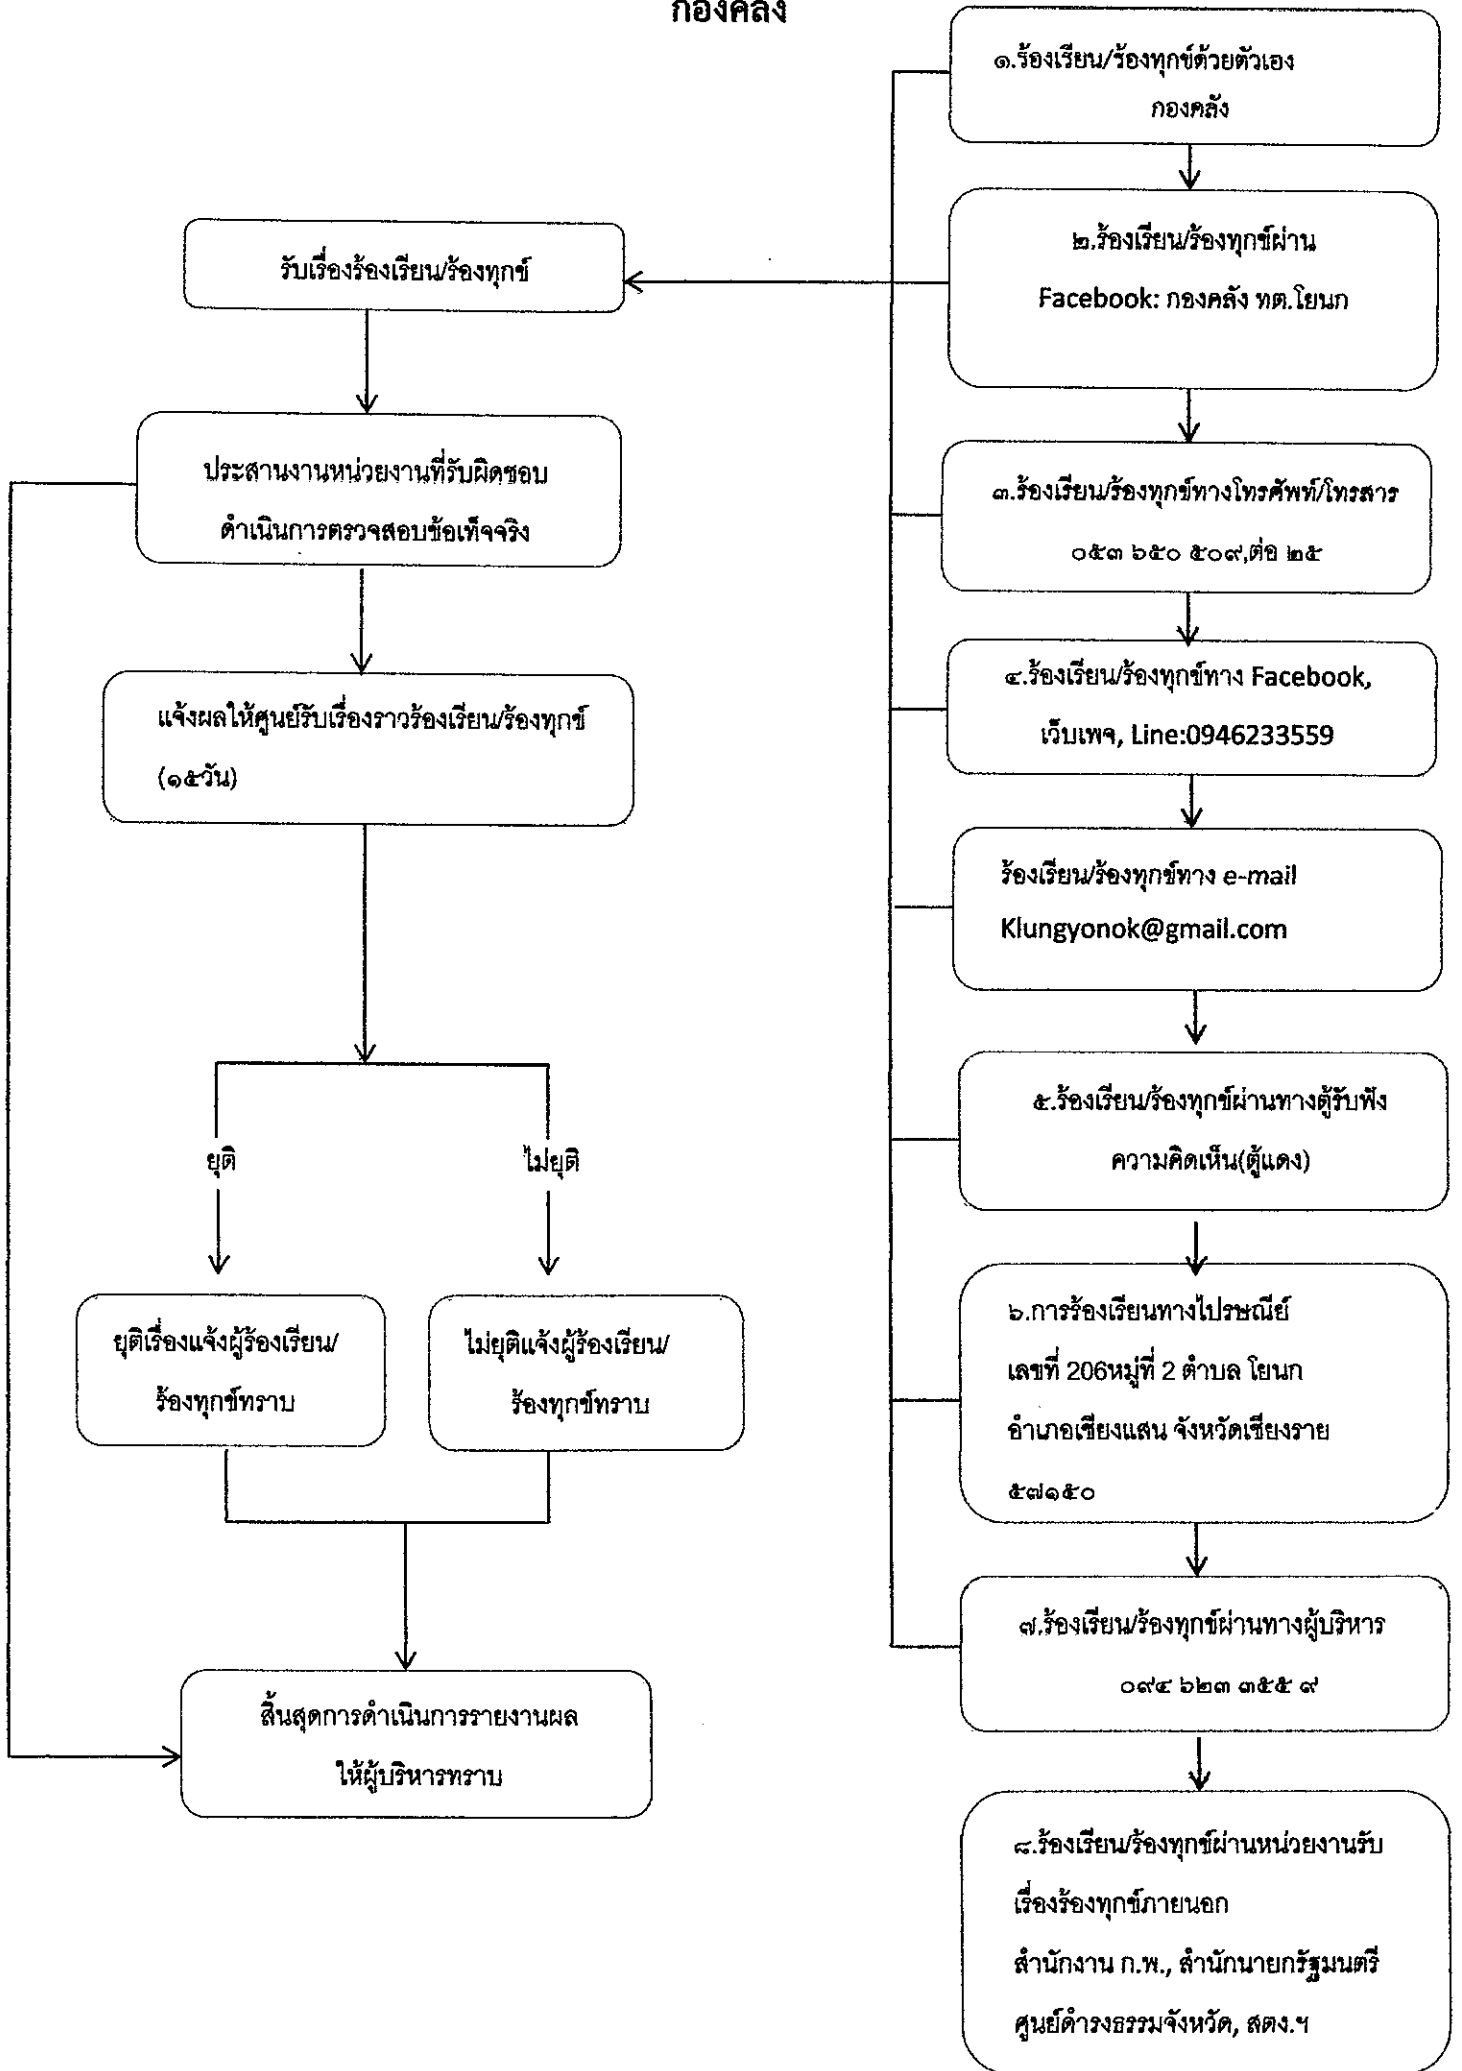 กองคลัง
๑.ร้องเรียน/ร้องทุกข์ด้วยตัวเอง
กองคลัง
๒.ร้องเรียน/ร้องทุกข์ผ่าน
Facebook: กองคลัง ทต.โยนก
๓.ร้องเรียน/ร้องทุกข์ทางโทรศัพท์/โทรสาร
๐๕๓ ๖๕๐ ๕๐๙,ต่อ ๒๕
๔.ร้องเรียน/ร้องทุกข์ทาง Facebook,
เว็บเพจ, Line:0946233559
ร้องเรียน/ร้องทุกข์ทาง e-mail
Klungyonok@gmail.com
๕.ร้องเรียน/ร้องทุกข์ผ่านทางตู้รับฟัง
ความคิดเห็น(ตู้แดง)
๖.การร้องเรียนทางไปรษณีย์
เลขที่ 206หมู่ที่ 2 ตำบล โยนก
อำเภอเชียงแสน จังหวัดเชียงราย
๕๗๑๕๐
๗.ร้องเรียน/ร้องทุกข์ผ่านทางผู้บริหาร
๐๙๔ ๖๒๓ ๓๕๕ ๙
๘.ร้องเรียน/ร้องทุกข์ผ่านหน่วยงานรับ
เรื่องร้องทุกข์ภายนอก
สำนักงาน ก.พ., สำนักนายกรัฐมนตรี
ศูนย์ดำรงธรรมจังหวัด, สตง.ฯ
รับเรื่องร้องเรียน/ร้องทุกข์
ประสานงานหน่วยงานที่รับผิดชอบ
ดำเนินการตรวจสอบข้อเท็จจริง
แจ้งผลให้ศูนย์รับเรื่องราวร้องเรียน/ร้องทุกข์
(๑๕วัน)
ยุติ
ไม่ยุติ
ยุติเรื่องแจ้งผู้ร้องเรียน/
ร้องทุกข์ทราบ
ไม่ยุติแจ้งผู้ร้องเรียน/
ร้องทุกข์ทราบ
สิ้นสุดการดำเนินการรายงานผล
ให้ผู้บริหารทราบ